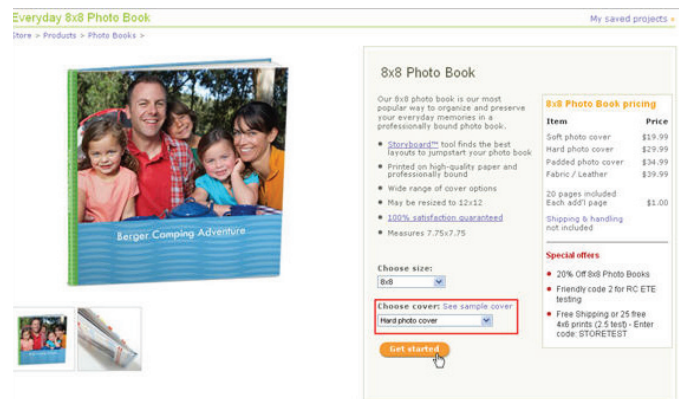 Everyday 8x8 Photo Book
My saved projects
Store > Products > Photo Books >
Berger Camping Adventure
8x8 Photo Book
Our 8x8 photo book is our most
popular way to organize and preserve
your everyday memories in a
professionally bound photo book.
• Storyboard™ tool finds the best
layouts to jumpstart your photo book
• Printed on high-quality paper and
professionally bound
• Wide range of cover options
• May be resized to 12x12
• 100% satisfaction guaranteed
• Measures 7.75x7.75
Choose size:
8x8
Choose cover: See sample cover
Hard photo cover
Get started
8x8 Photo Book pricing
Item Price
Soft photo cover $19.99
Hard photo cover $29.99
Padded photo cover $34.99
Fabric / Leather $39.99
20 pages included
Each add'l page $1.00
Shipping & handling
not included
Special offers
• 20% Off 8x8 Photo Books
• Friendly code 2 for RC ETE
testing
• Free Shipping or 25 free
4x6 prints (2.5 test) - Enter
code: STORETEST